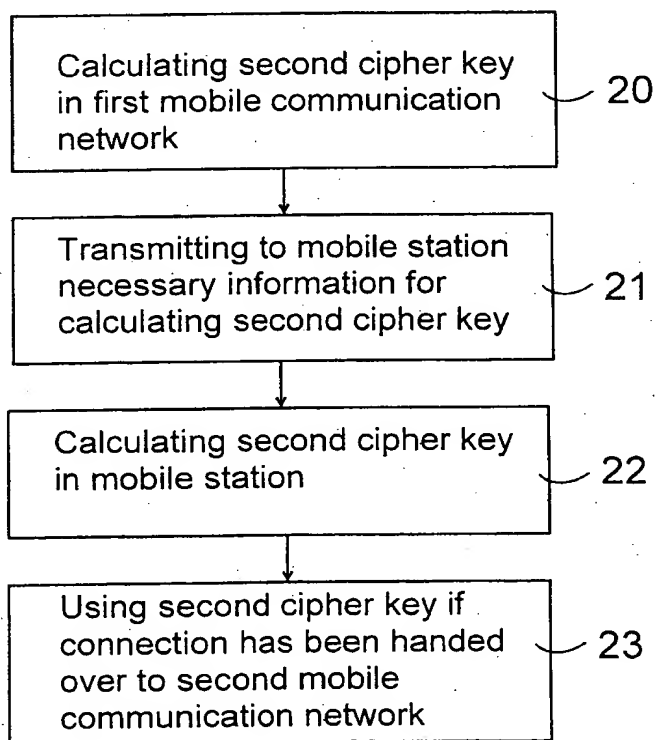 Calculating second cipher key
in first mobile communication
network
20
Transmitting to mobile station
necessary information for
calculating second cipher key
21
Calculating second cipher key
in mobile station
22
Using second cipher key if
connection has been handed
over to second mobile
communication network
23